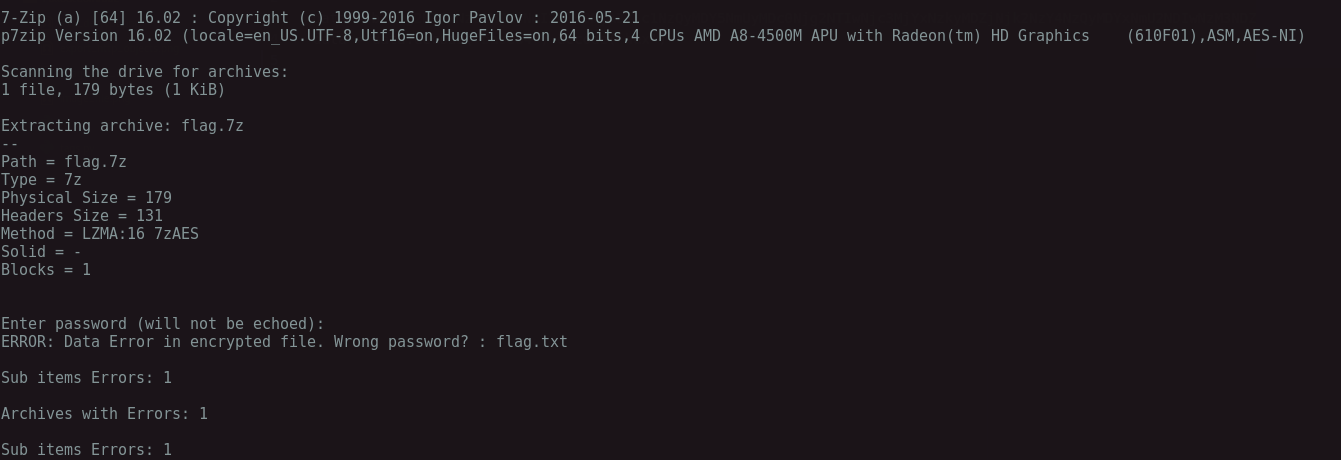 7-Zip (a) [64] 16.02 : Copyright (c) 1999-2016 Igor Pavlov : 2016-05-21
p7zip Version 16.02 (locale=en_US.UTF-8,Utf16=on,HugeFiles=on,64 bits,4 CPUs AMD A8-4500M APU with Radeon(tm) HD Graphics    (610F01),ASM,AES-NI)
Scanning the drive for archives:
1 file, 179 bytes (1 KiB)
Extracting archive: flag.7z
--
Path = flag.7z
Type = 7z
Physical Size = 179
Headers Size = 131
Method = LZMA:16 7zAES
Solid = -
Blocks = 1
Enter password (will not be echoed):
ERROR: Data Error in encrypted file. Wrong password? : flag.txt
Sub items Errors: 1
Archives with Errors: 1
Sub items Errors: 1